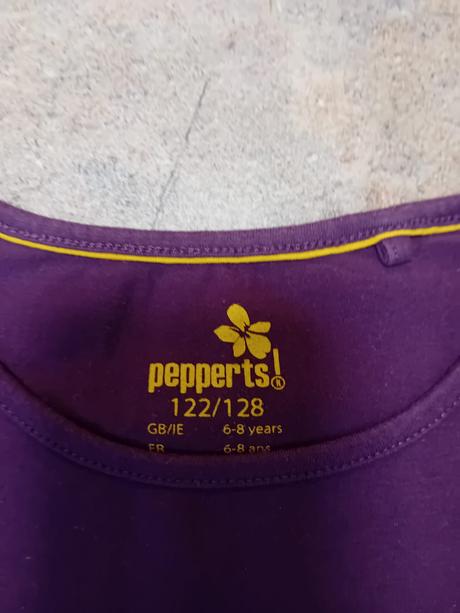 pepperts!®
122/128
GB/IE 6-8 years
FR 6-8 ans